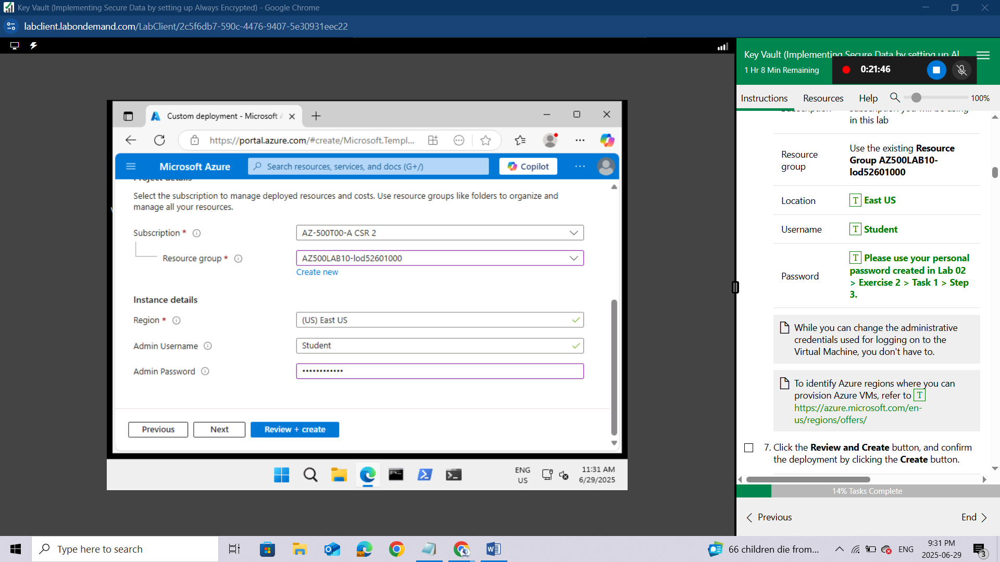 Key Vault (Implementing Secure Data by setting up Always Encrypted) - Google Chrome
labclient.labondemand.com/LabClient/2c5f6db7-590c-4476-9407-5e30931eec22
Custom deployment - Microsoft A
https://portal.azure.com/#create/Microsoft.Templ...
Microsoft Azure
Search resources, services, and docs (G+/)
Copilot
Project details
Select the subscription to manage deployed resources and costs. Use resource groups like folders to organize and
manage all your resources.
Subscription *
AZ-500T00-A CSR 2
Resource group *
AZ500LAB10-lod52601000
Create new
Instance details
Region *
(US) East US
Admin Username
Student
Admin Password
••••••••••••
Previous
Next
Review + create
ENG
US
11:31 AM
6/29/2025
Key Vault (Implementing Secure Data by setting up Al
1 Hr 8 Min Remaining
0:21:46
Instructions
Resources
Help
100%
Subscription
subscription you will be using
in this lab
Resource
group
Use the existing Resource
Group AZ500LAB10-
lod52601000
Location
T East US
Username
T Student
Password
T Please use your personal
password created in Lab 02
> Exercise 2 > Task 1 > Step
3.
While you can change the administrative
credentials used for logging on to the
Virtual Machine, you don't have to.
To identify Azure regions where you can
provision Azure VMs, refer to T
https://azure.microsoft.com/en-
us/regions/offers/
7. Click the Review and Create button, and confirm
the deployment by clicking the Create button.
14% Tasks Complete
Previous
End
Type here to search
66 children die from...
ENG
9:31 PM
2025-06-29
3